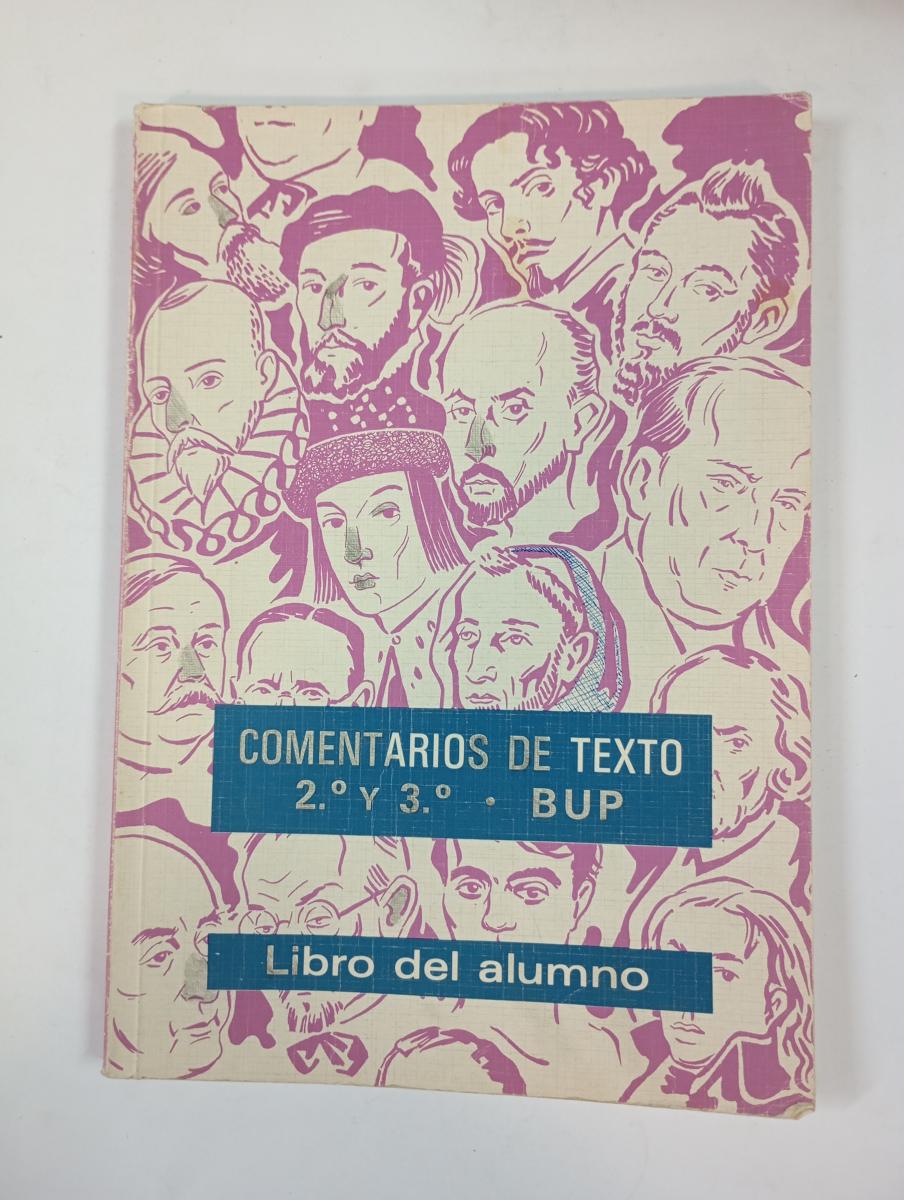 COMENTARIOS DE TEXTO
2.º Y 3.º · BUP
Libro del alumno